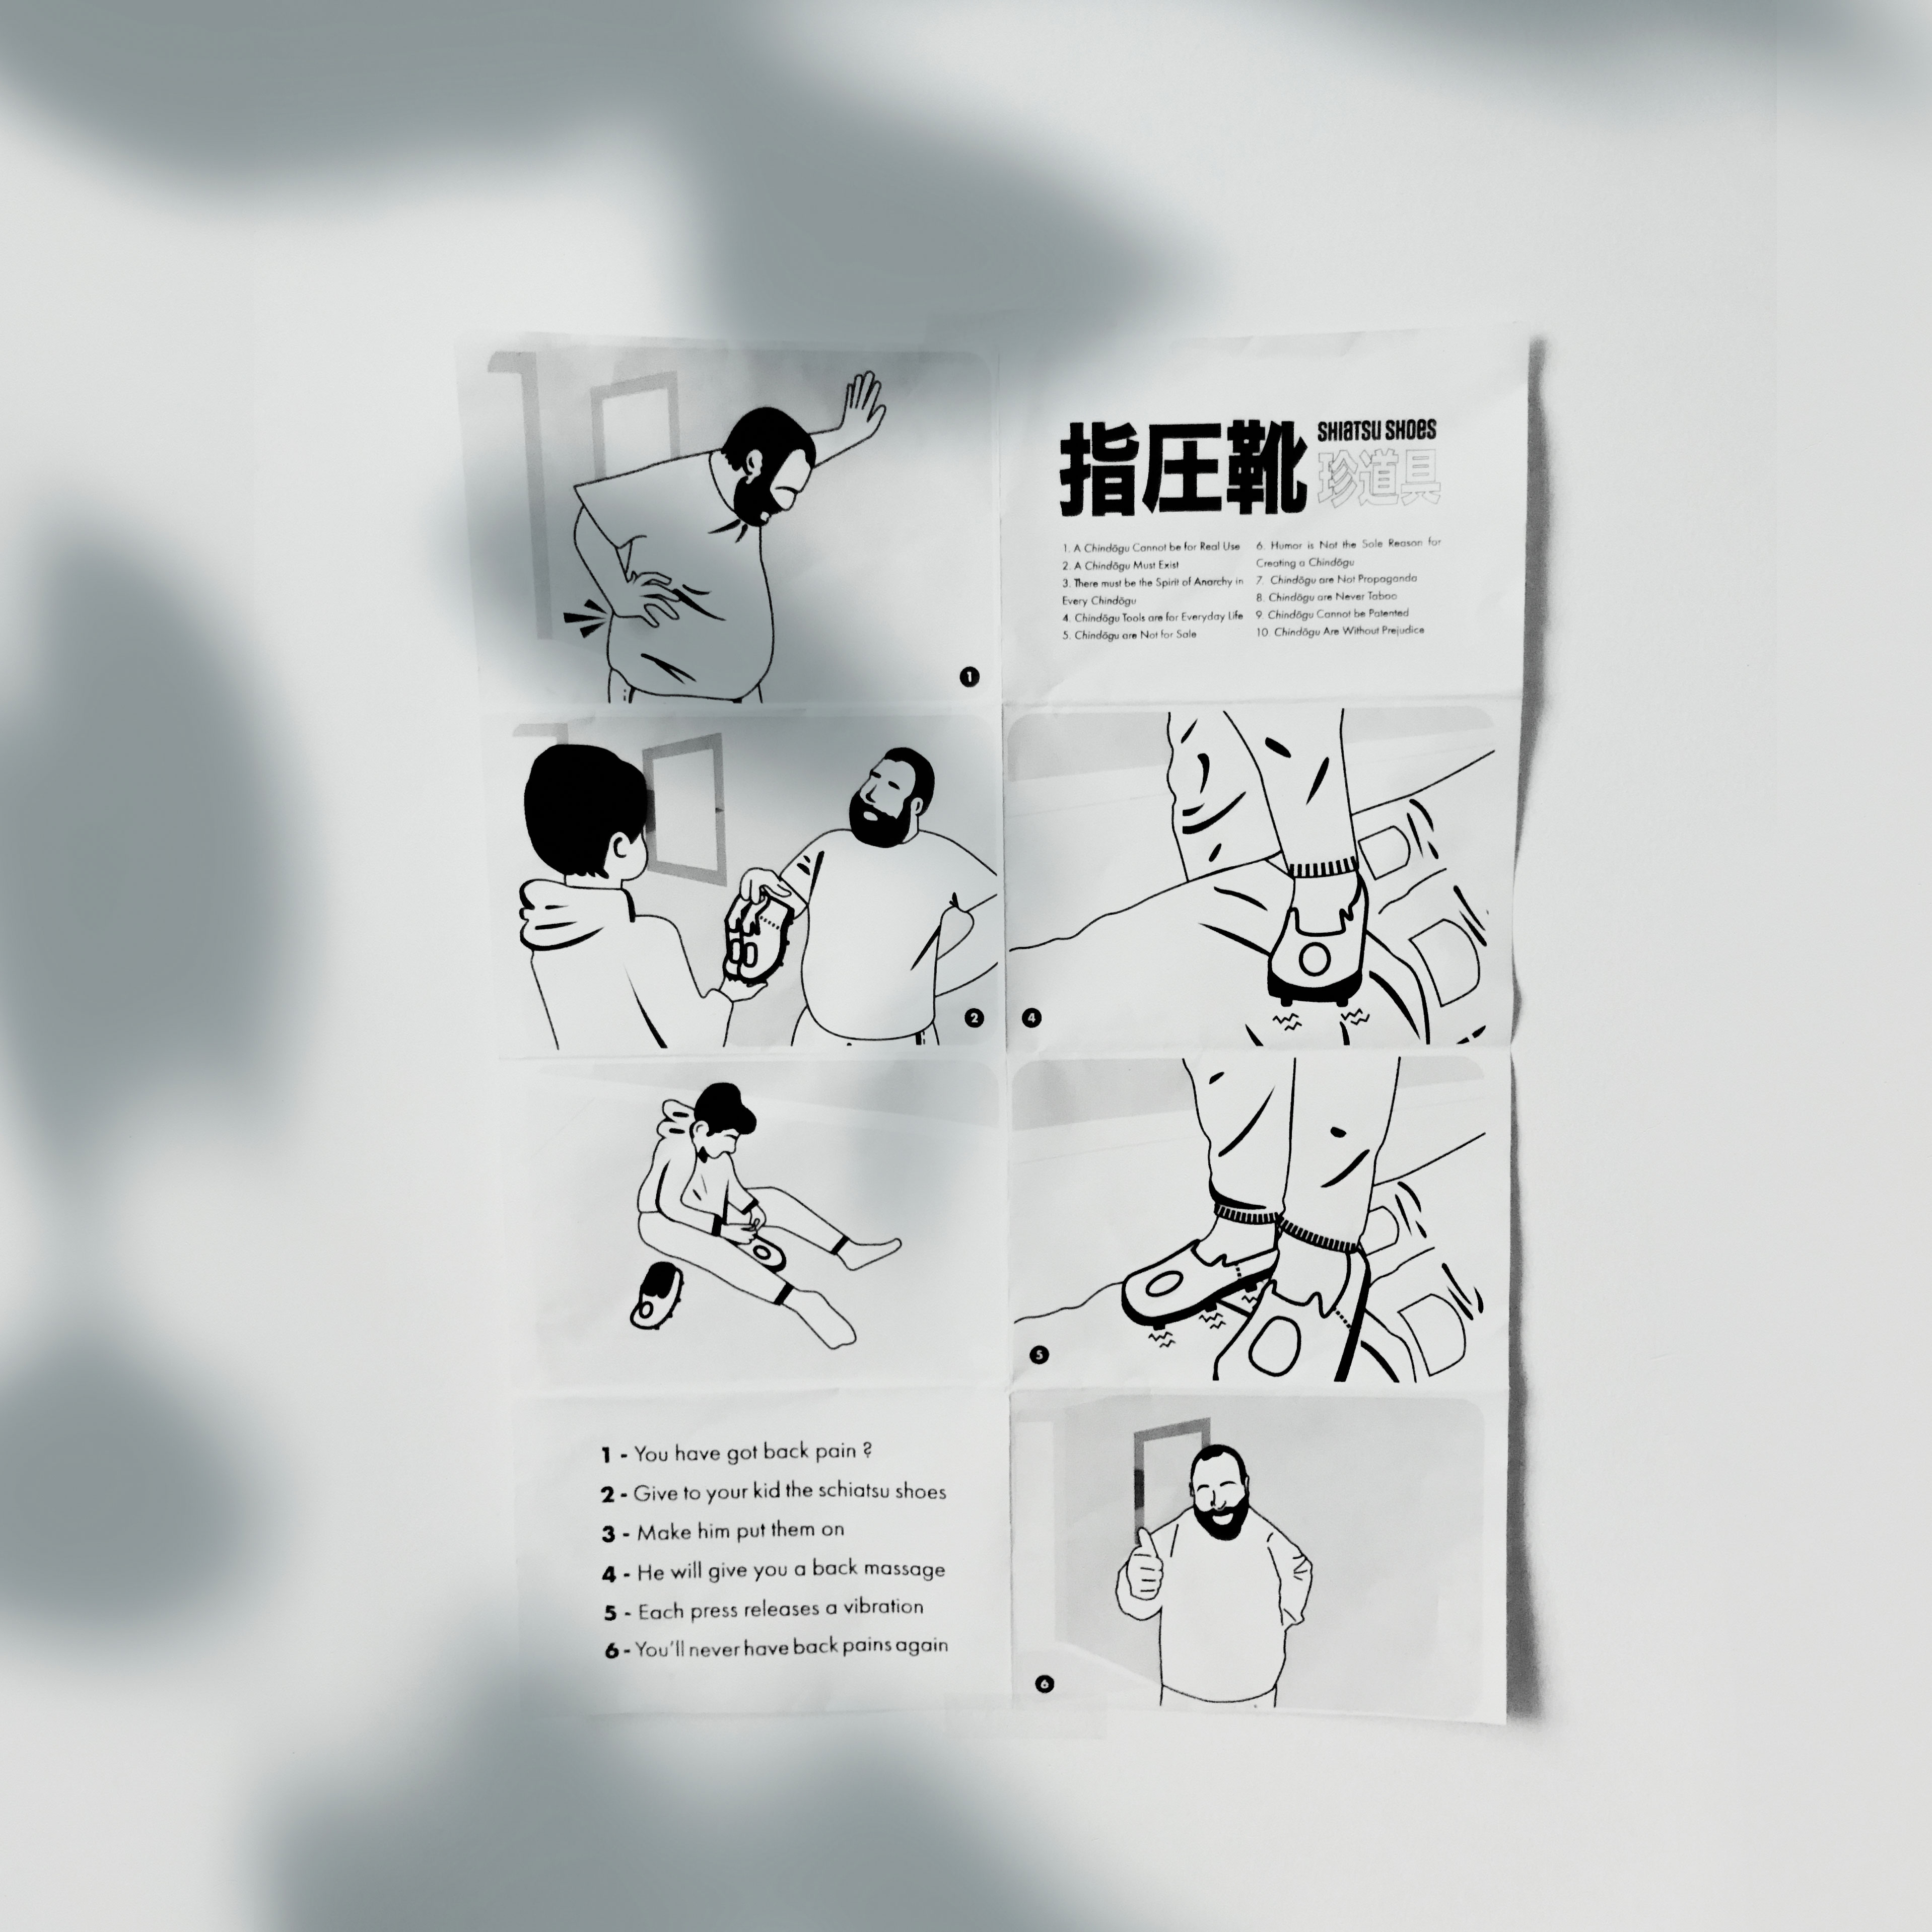 指圧靴
SHIATSU SHOES
珍道具
1. A Chindōgu Cannot be for Real Use
2. A Chindōgu Must Exist
3. There must be the Spirit of Anarchy in
Every Chindōgu
4. Chindōgu Tools are for Everyday Life
5. Chindōgu are Not for Sale
6. Humor is Not the Sole Reason for
Creating a Chindōgu
7. Chindōgu are Not Propaganda
8. Chindōgu are Never Taboo
9. Chindōgu Cannot be Patented
10. Chindōgu Are Without Prejudice
1
2
4
5
1 - You have got back pain ?
2 - Give to your kid the schiatsu shoes
3 - Make him put them on
4 - He will give you a back massage
5 - Each press releases a vibration
6 - You'll never have back pains again
6